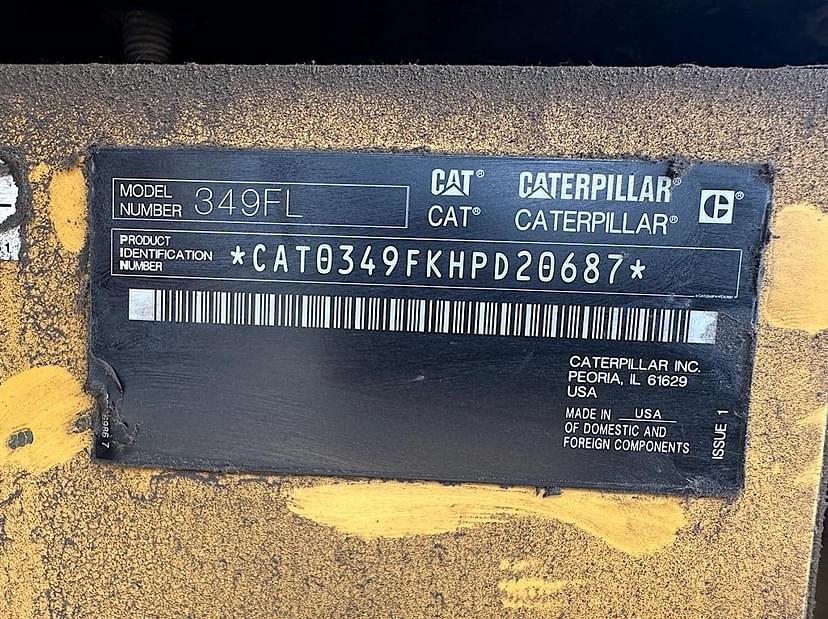 MODEL
NUMBER 349FL
CAT® CATERPILLAR®
CAT® CATERPILLAR®
PRODUCT
IDENTIFICATION
NUMBER
*CAT0349FKHPD20687*
CATERPILLAR INC.
PEORIA, IL 61629
USA
MADE IN USA
OF DOMESTIC AND
FOREIGN COMPONENTS
ISSUE 1